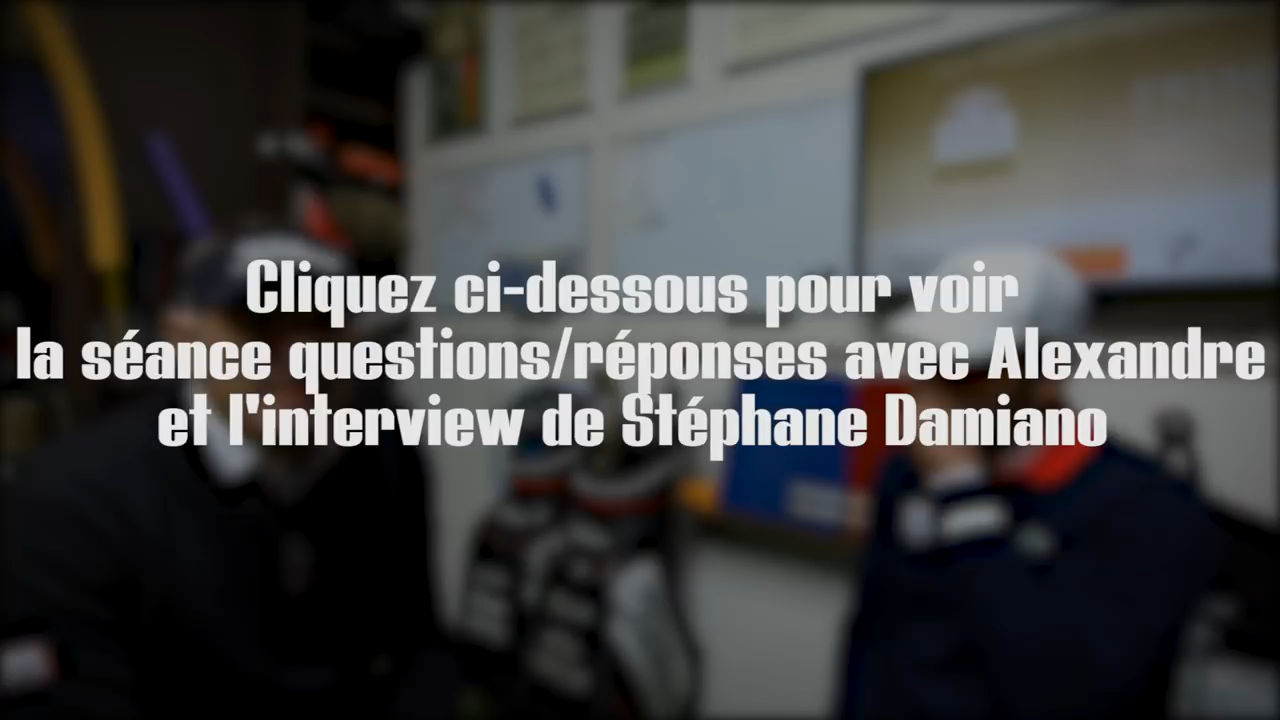 Cliquez ci-dessous pour voir
la séance questions/réponses avec Alexandre
et l'interview de Stéphane Damiano